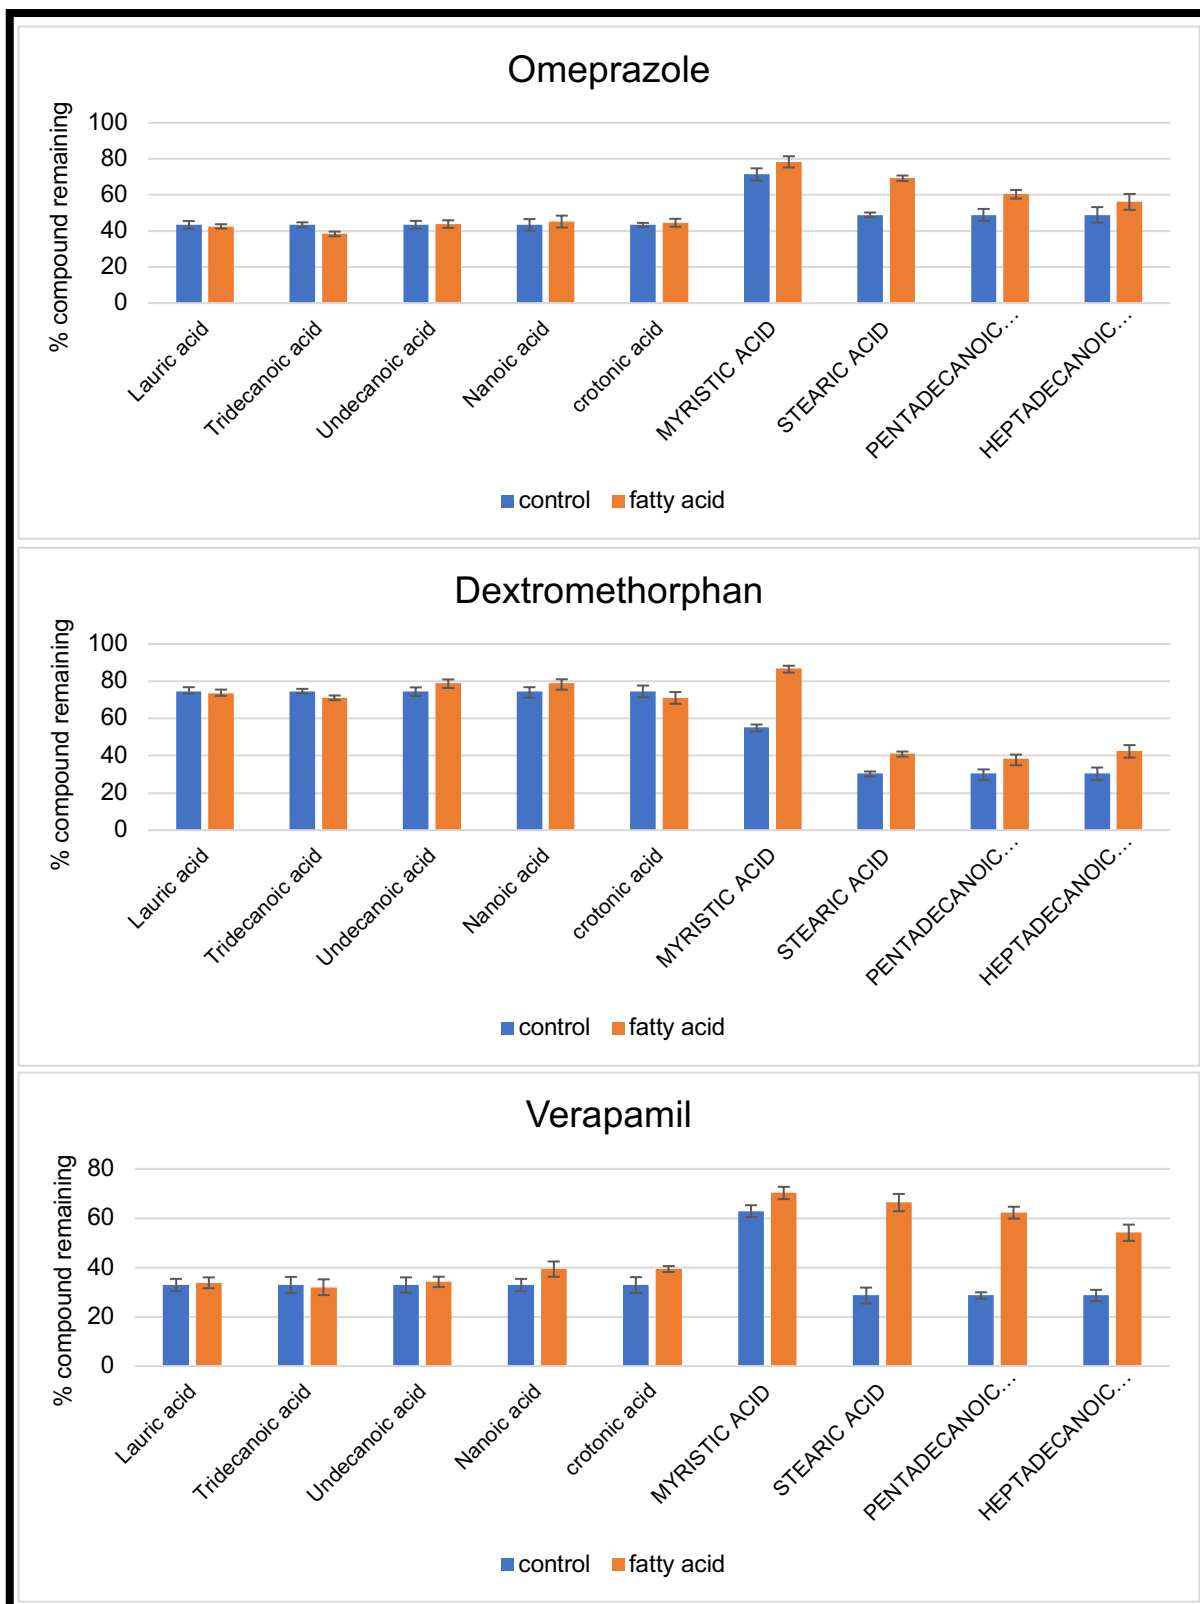 Omeprazole
% compound remaining
100
80
60
40
20
0
Lauric acid
Tridecanoic acid
Undecanoic acid
Nanoic acid
crotonic acid
MYRISTIC ACID
STEARIC ACID
PENTADECANOIC...
HEPTADECANOIC...
control fatty acid
Dextromethorphan
% compound remaining
100
80
60
40
20
0
Lauric acid
Tridecanoic acid
Undecanoic acid
Nanoic acid
crotonic acid
MYRISTIC ACID
STEARIC ACID
PENTADECANOIC...
HEPTADECANOIC...
control fatty acid
Verapamil
% compound remaining
80
60
40
20
0
Lauric acid
Tridecanoic acid
Undecanoic acid
Nanoic acid
crotonic acid
MYRISTIC ACID
STEARIC ACID
PENTADECANOIC...
HEPTADECANOIC...
control fatty acid